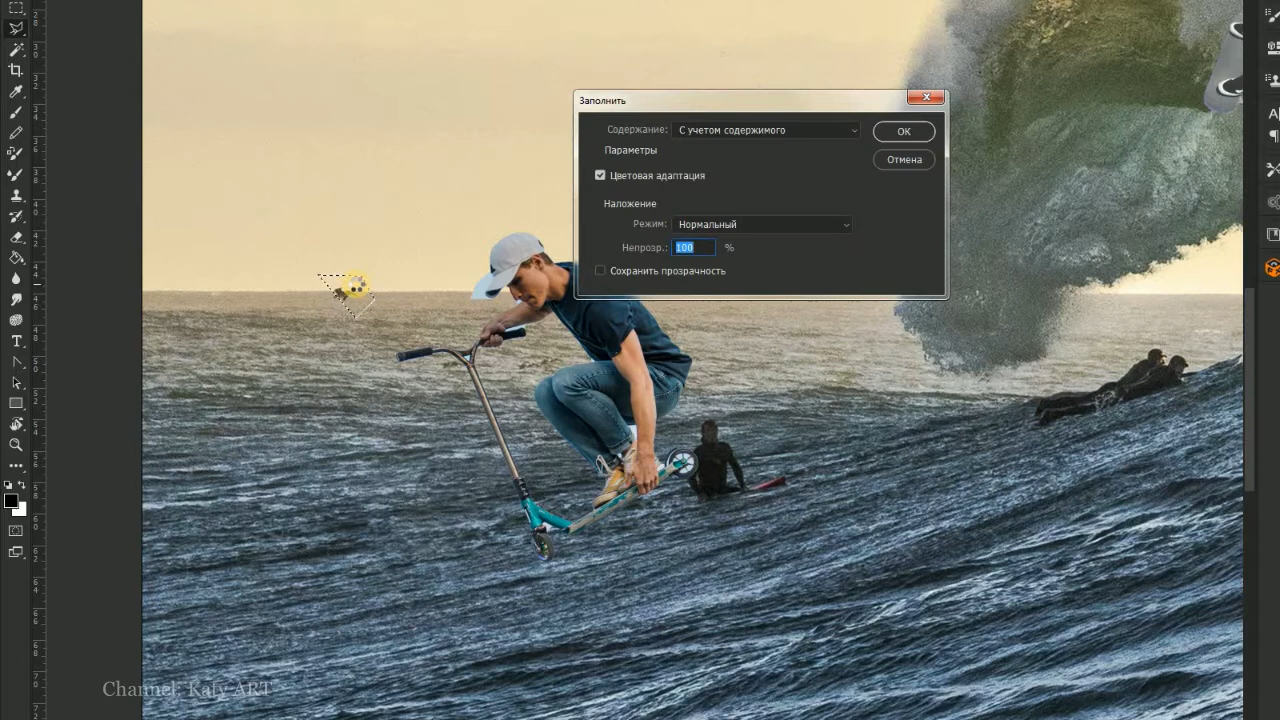 Заполнить
Содержание: С учетом содержимого
OK
Параметры
Отмена
Цветовая адаптация
Наложение
Режим: Нормальный
Непрозр.: 100 %
Сохранить прозрачность
Channel: Katy ART